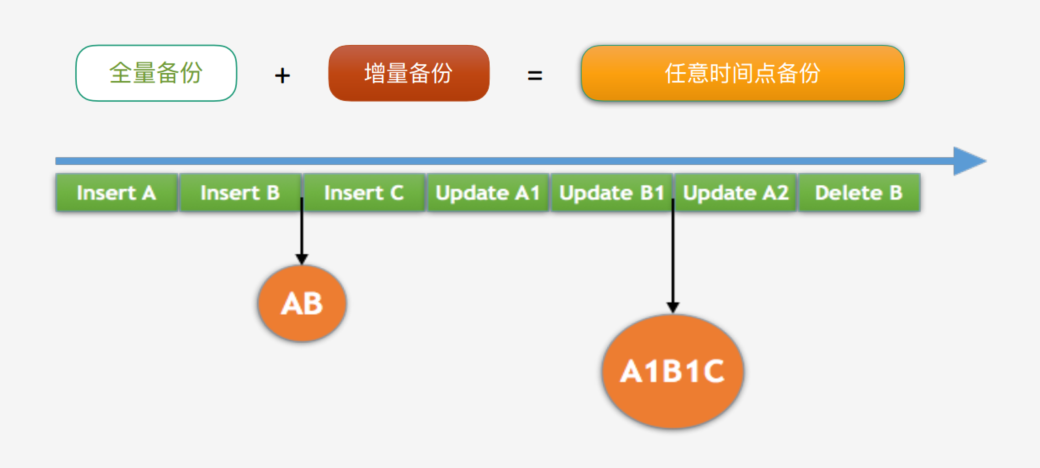 全量备份 + 增量备份 = 任意时间点备份
Insert A Insert B Insert C Update A1 Update B1 Update A2 Delete B
AB
A1B1C